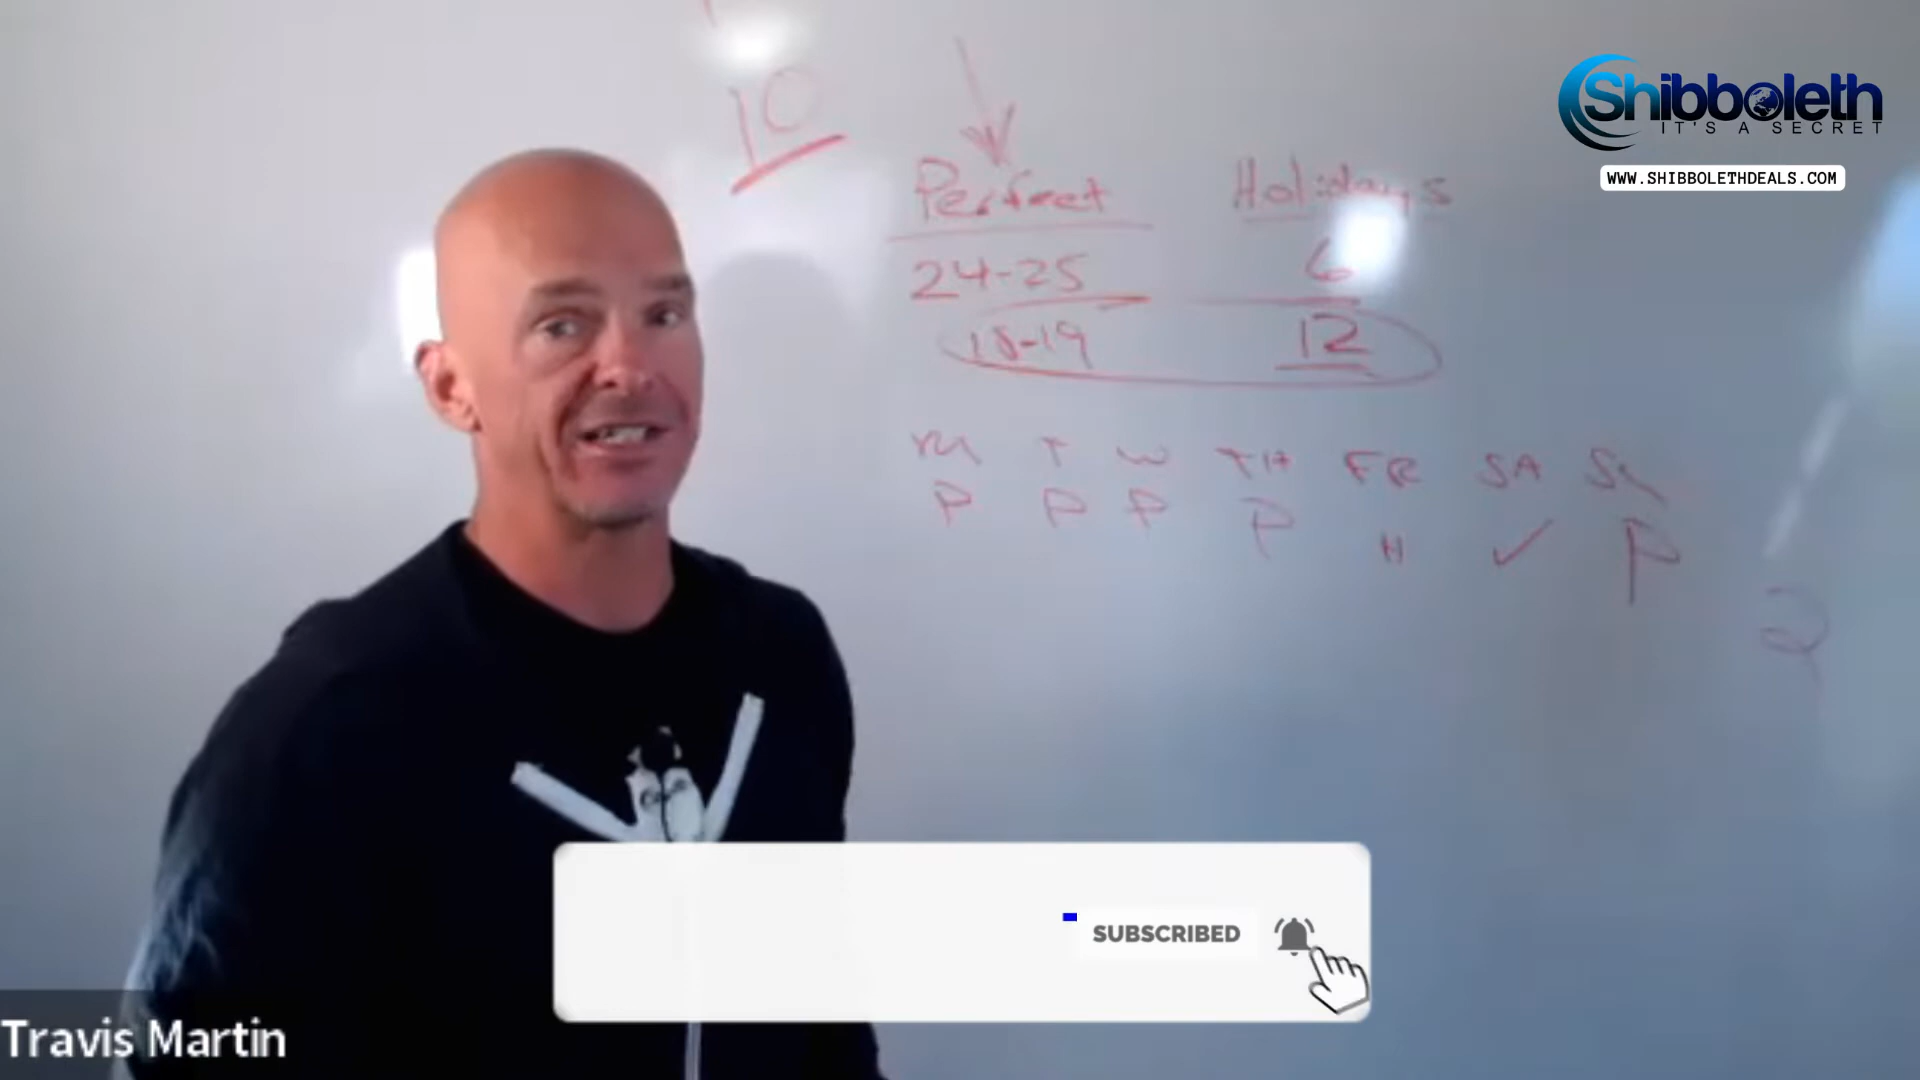 Shibboleth
IT'S A SECRET
WWW.SHIBBOLETHDEALS.COM
10
Perfect Holidays
24-25 6
18-19 12
M T W TH FR SA SU
P P P P H ✓ P
SUBSCRIBED
Travis Martin